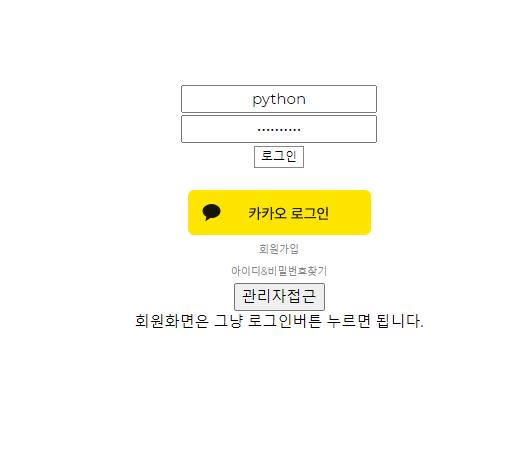 python
··········
로그인
카카오 로그인
회원가입
아이디&비밀번호찾기
관리자접근
회원화면은 그냥 로그인버튼 누르면 됩니다.